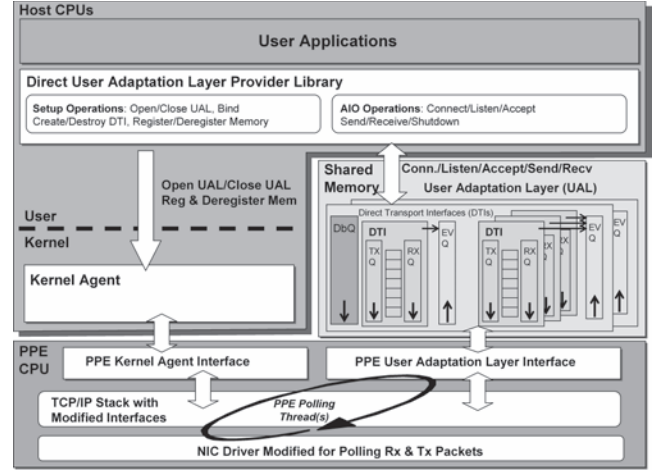 Host CPUs
User Applications
Direct User Adaptation Layer Provider Library
Setup Operations: Open/Close UAL, Bind
Create/Destroy DTI, Register/Deregister Memory
AIO Operations: Connect/Listen/Accept
Send/Receive/Shutdown
Open UAL/Close UAL
Reg & Deregister Mem
User
Kernel
Kernel Agent
Shared
Memory
Conn./Listen/Accept/Send/Recv
User Adaptation Layer (UAL)
Direct Transport Interfaces (DTIs)
DbQ
DTI
TX
Q
RX
Q
EV
Q
DTI
TX
Q
RX
Q
EV
Q
EV
Q
PPE
CPU
PPE Kernel Agent Interface
PPE User Adaptation Layer Interface
TCP/IP Stack with
Modified Interfaces
PPE Polling
Thread(s)
NIC Driver Modified for Polling Rx & Tx Packets